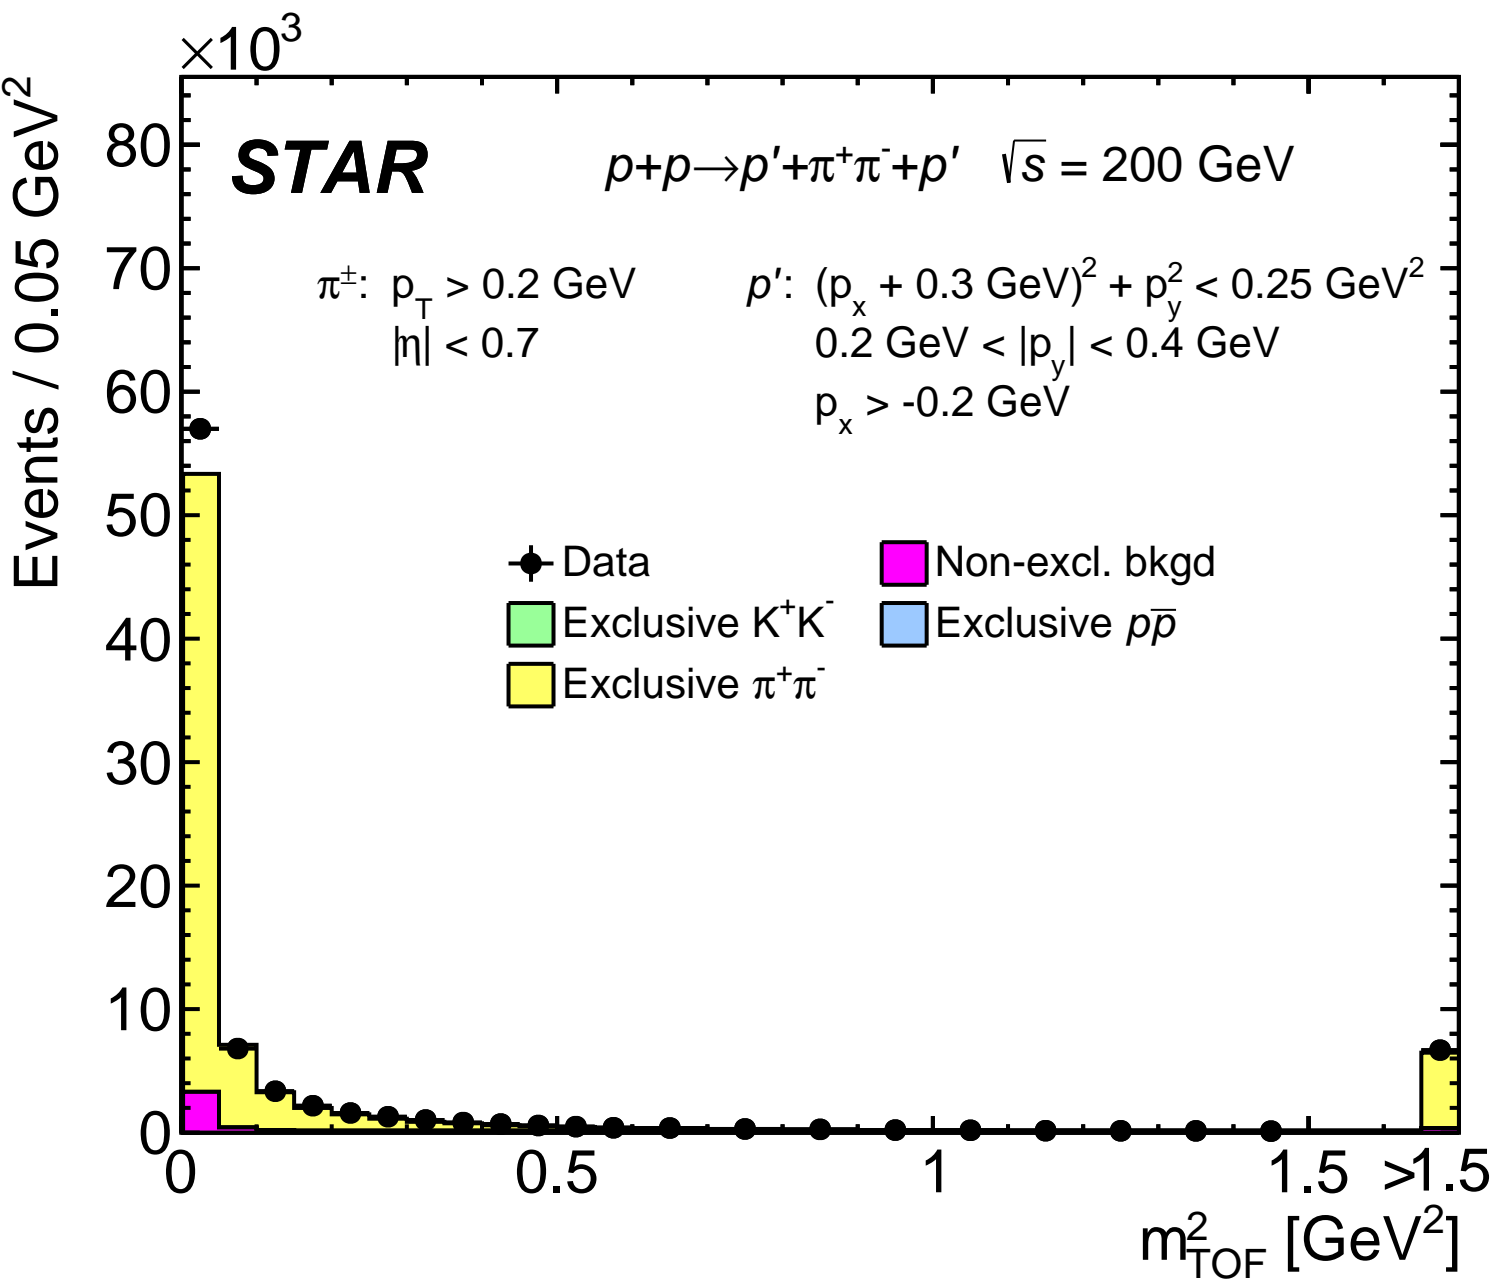 ×10³
Events / 0.05 GeV²
STAR
p+p→p′+π⁺π⁻+p′ √s = 200 GeV
π±: p_T > 0.2 GeV
|η| < 0.7
p′: (p_x + 0.3 GeV)² + p_y² < 0.25 GeV²
0.2 GeV < |p_y| < 0.4 GeV
p_x > -0.2 GeV
Data
Exclusive K⁺K⁻
Exclusive π⁺π⁻
Non-excl. bkgd
Exclusive pp̅
80
70
60
50
40
30
20
10
0
0 0.5 1 1.5 >1.5
m²_TOF [GeV²]